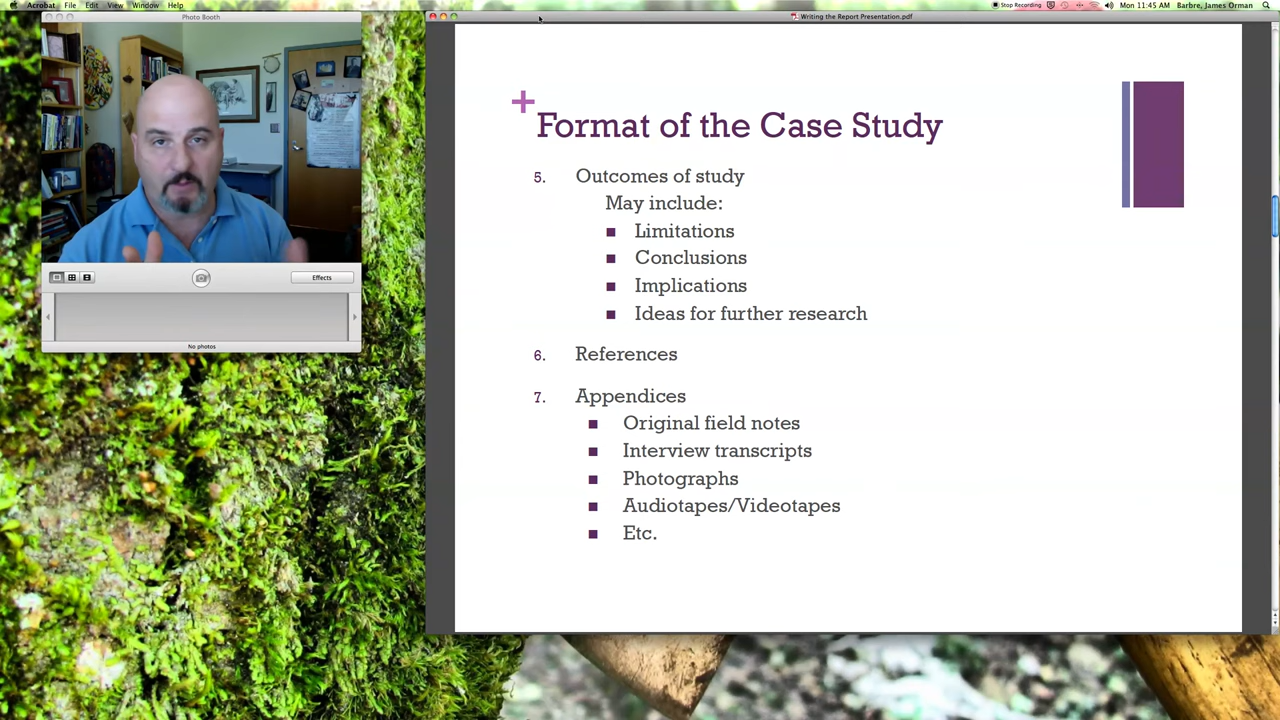 Acrobat File Edit View Window Help
Stop Recording
Mon 11:45 AM Barbre, James Orman
Photo Booth
Effects
No photos
Writing the Report Presentation.pdf
+
Format of the Case Study
5. Outcomes of study
May include:
■ Limitations
■ Conclusions
■ Implications
■ Ideas for further research
6. References
7. Appendices
■ Original field notes
■ Interview transcripts
■ Photographs
■ Audiotapes/Videotapes
■ Etc.